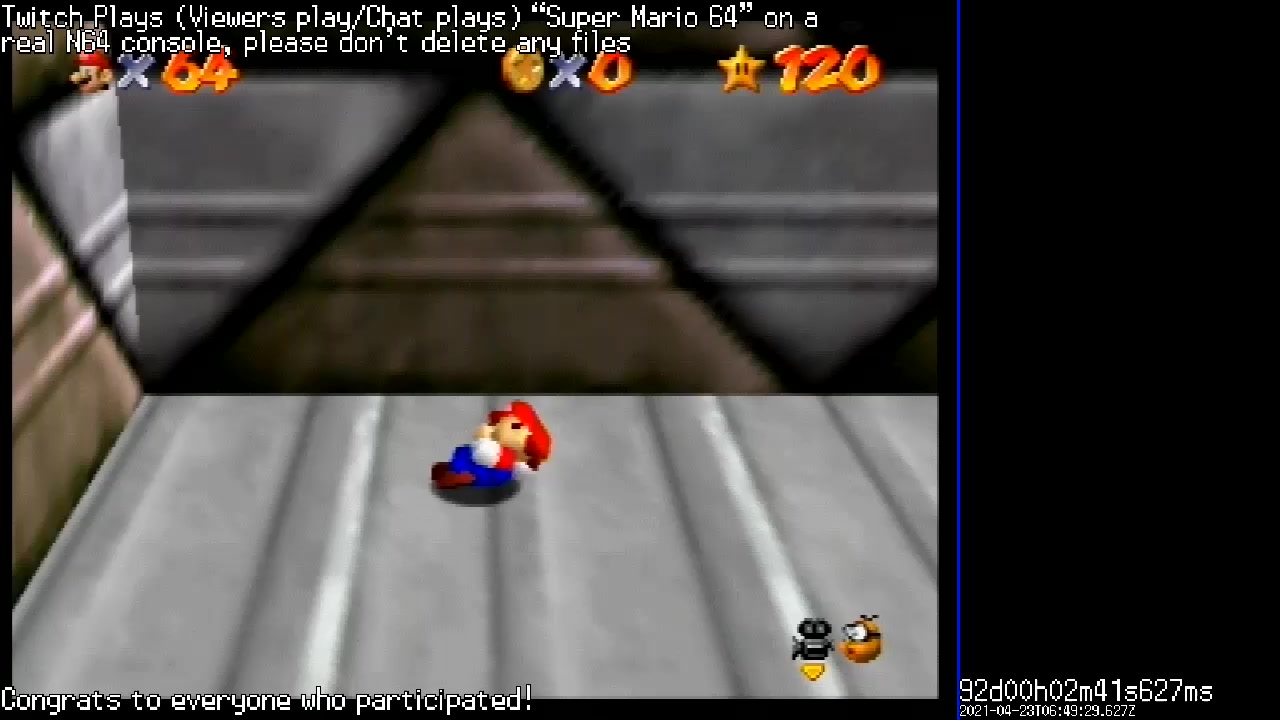 Twitch Plays (Viewers play/Chat plays) “Super Mario 64” on a
real N64 console, please don't delete any files
×64 ×0 120
Congrats to everyone who participated!
92d00h02m41s627ms
2021-04-23T06:49:29.627Z